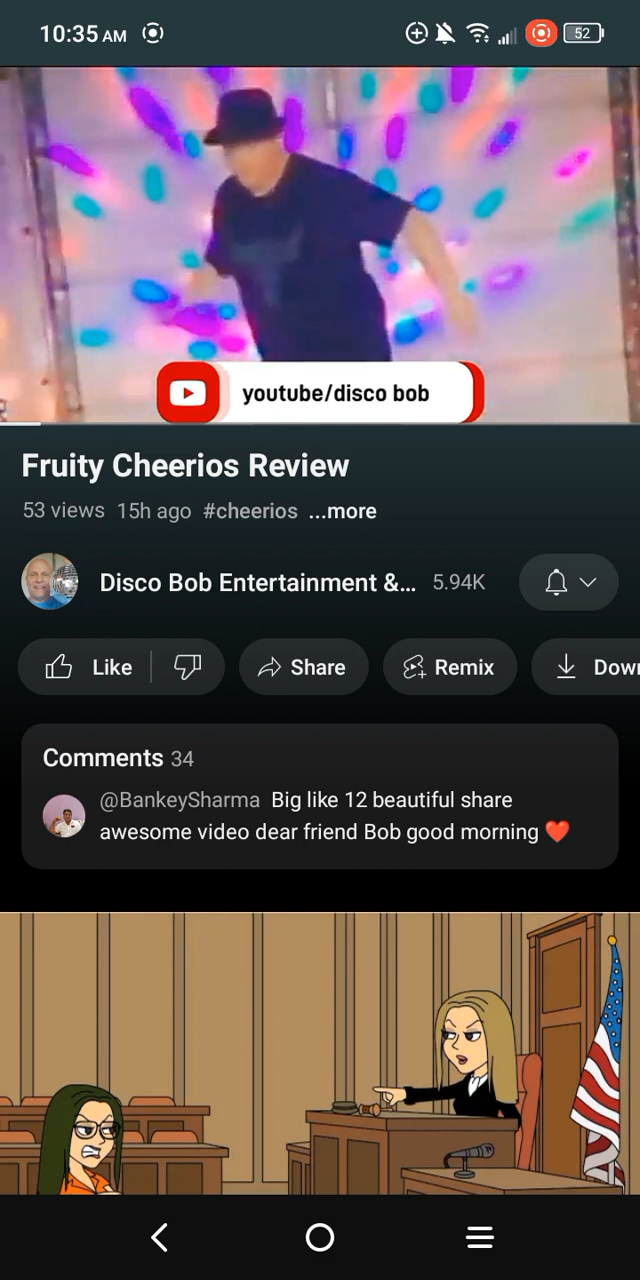 10:35 AM
52
youtube/disco bob
Fruity Cheerios Review
53 views 15h ago #cheerios ...more
Disco Bob Entertainment &... 5.94K
Like Share Remix Down
Comments 34
@BankeySharma Big like 12 beautiful share
awesome video dear friend Bob good morning ❤️